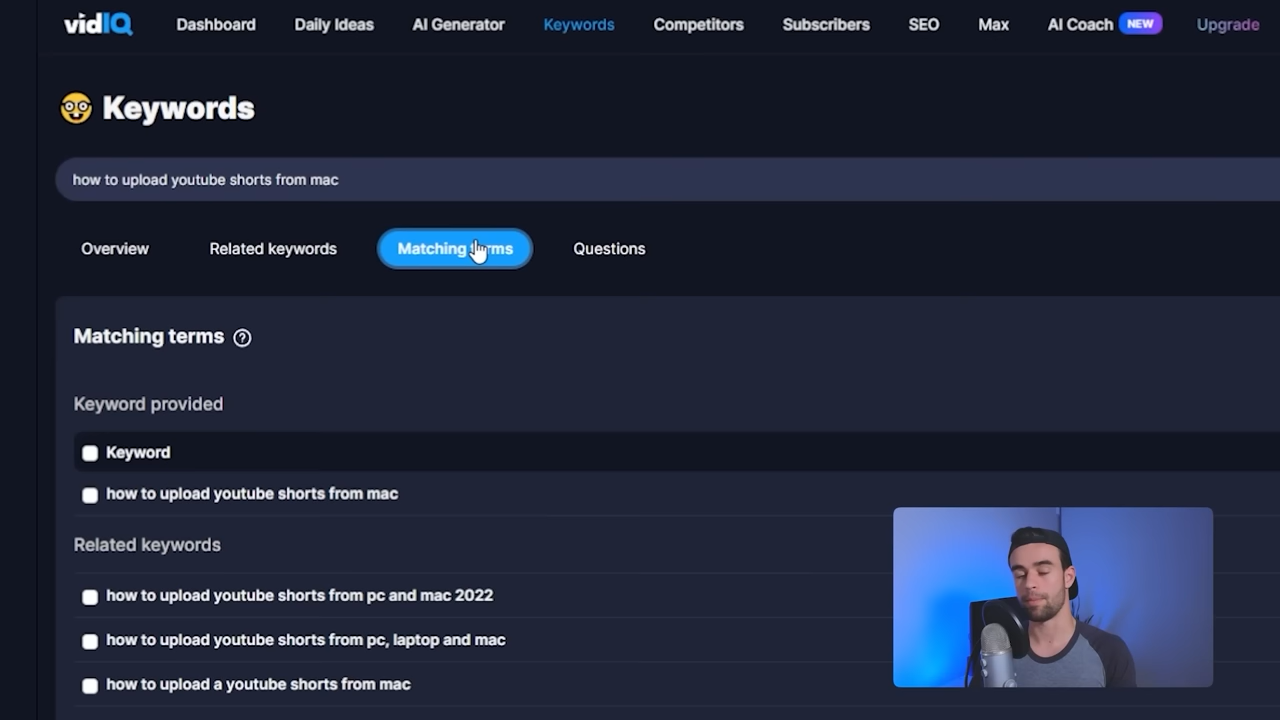 vidIQ Dashboard Daily Ideas AI Generator Keywords Competitors Subscribers SEO Max AI Coach NEW Upgrade
Keywords
how to upload youtube shorts from mac
Overview Related keywords Matching terms Questions
Matching terms ?
Keyword provided
Keyword
how to upload youtube shorts from mac
Related keywords
how to upload youtube shorts from pc and mac 2022
how to upload youtube shorts from pc, laptop and mac
how to upload a youtube shorts from mac